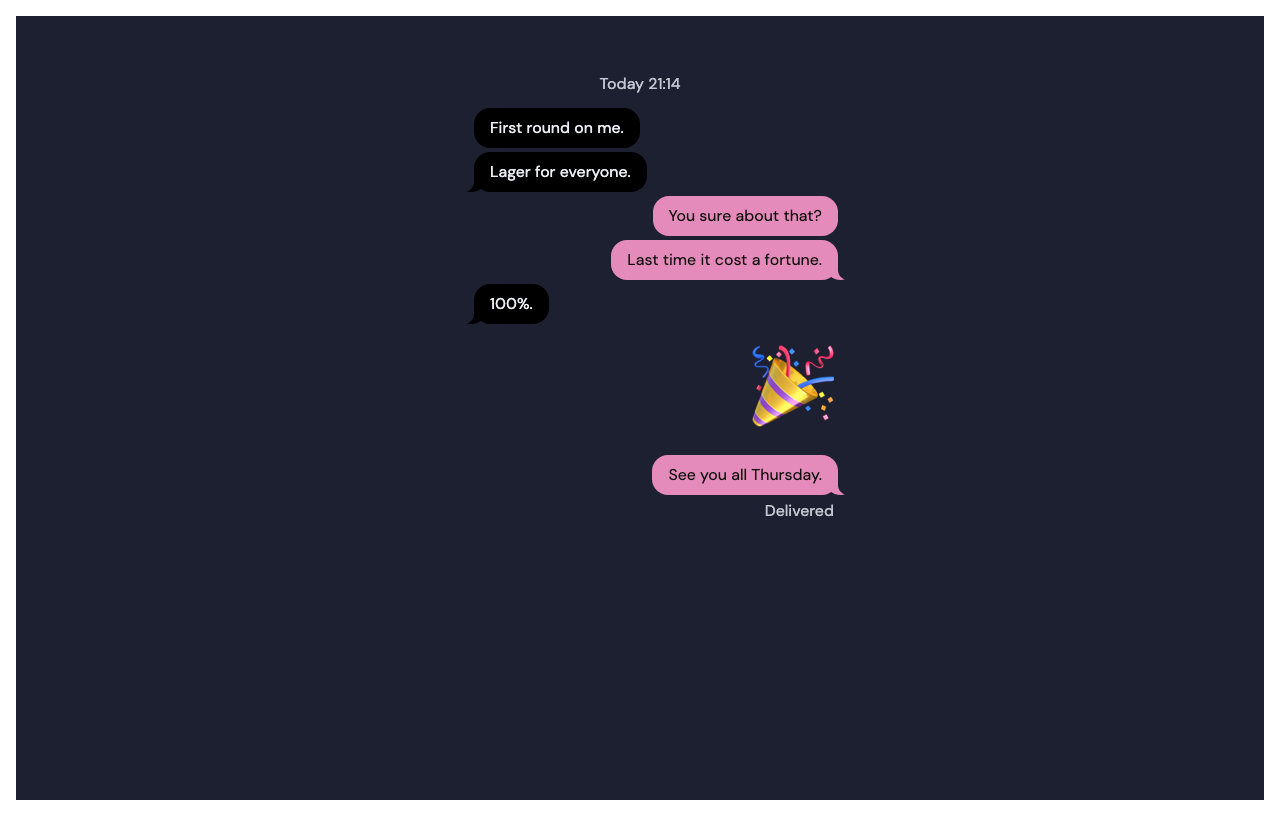 Today 21:14
First round on me.
Lager for everyone.
You sure about that?
Last time it cost a fortune.
100%.
See you all Thursday.
Delivered